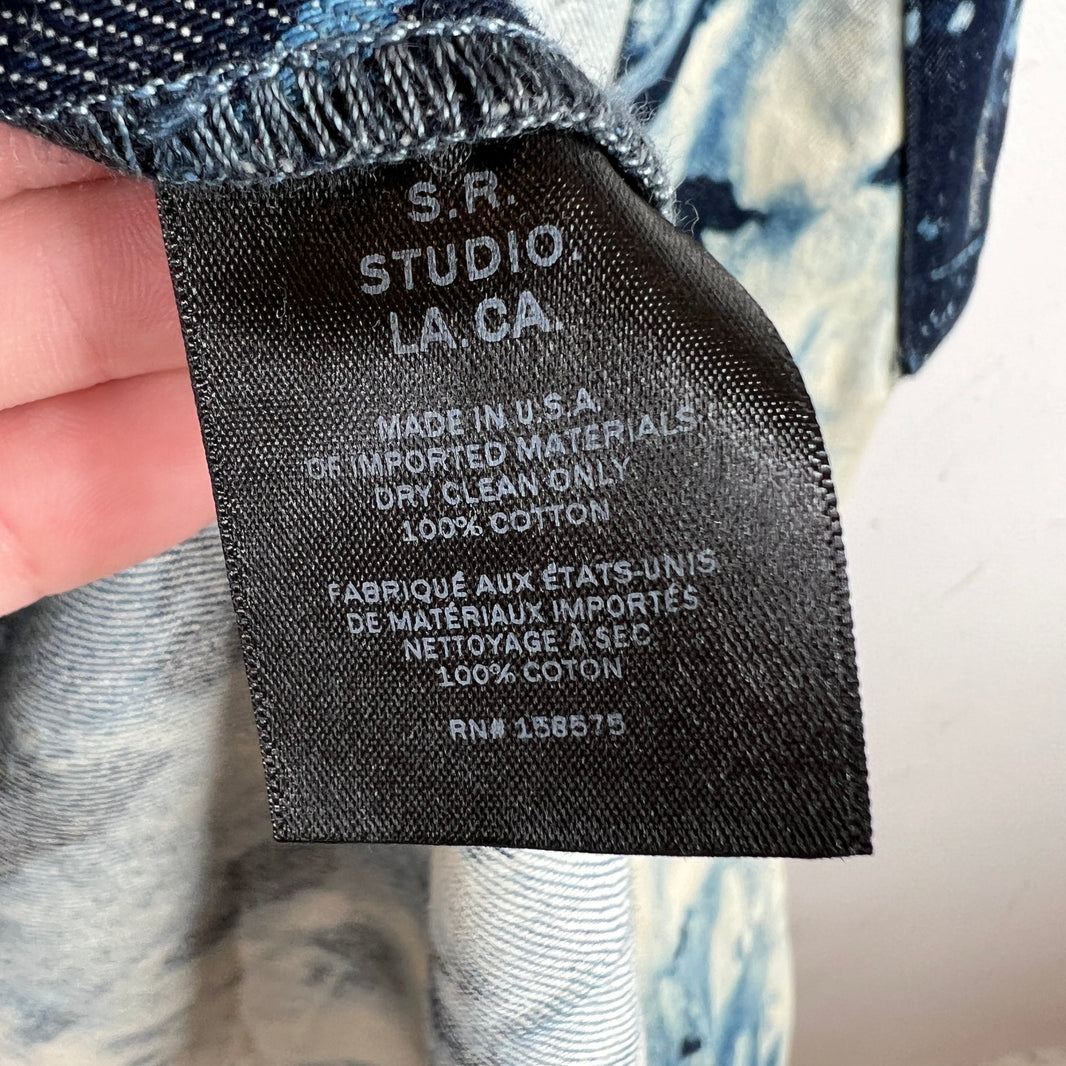 S.R.
STUDIO.
LA.CA.
MADE IN U.S.A.
OF IMPORTED MATERIALS
DRY CLEAN ONLY
100% COTTON
FABRIQUÉ AUX ÉTATS-UNIS
DE MATÉRIAUX IMPORTÉS
NETTOYAGE À SEC
100% COTON
RN# 158575